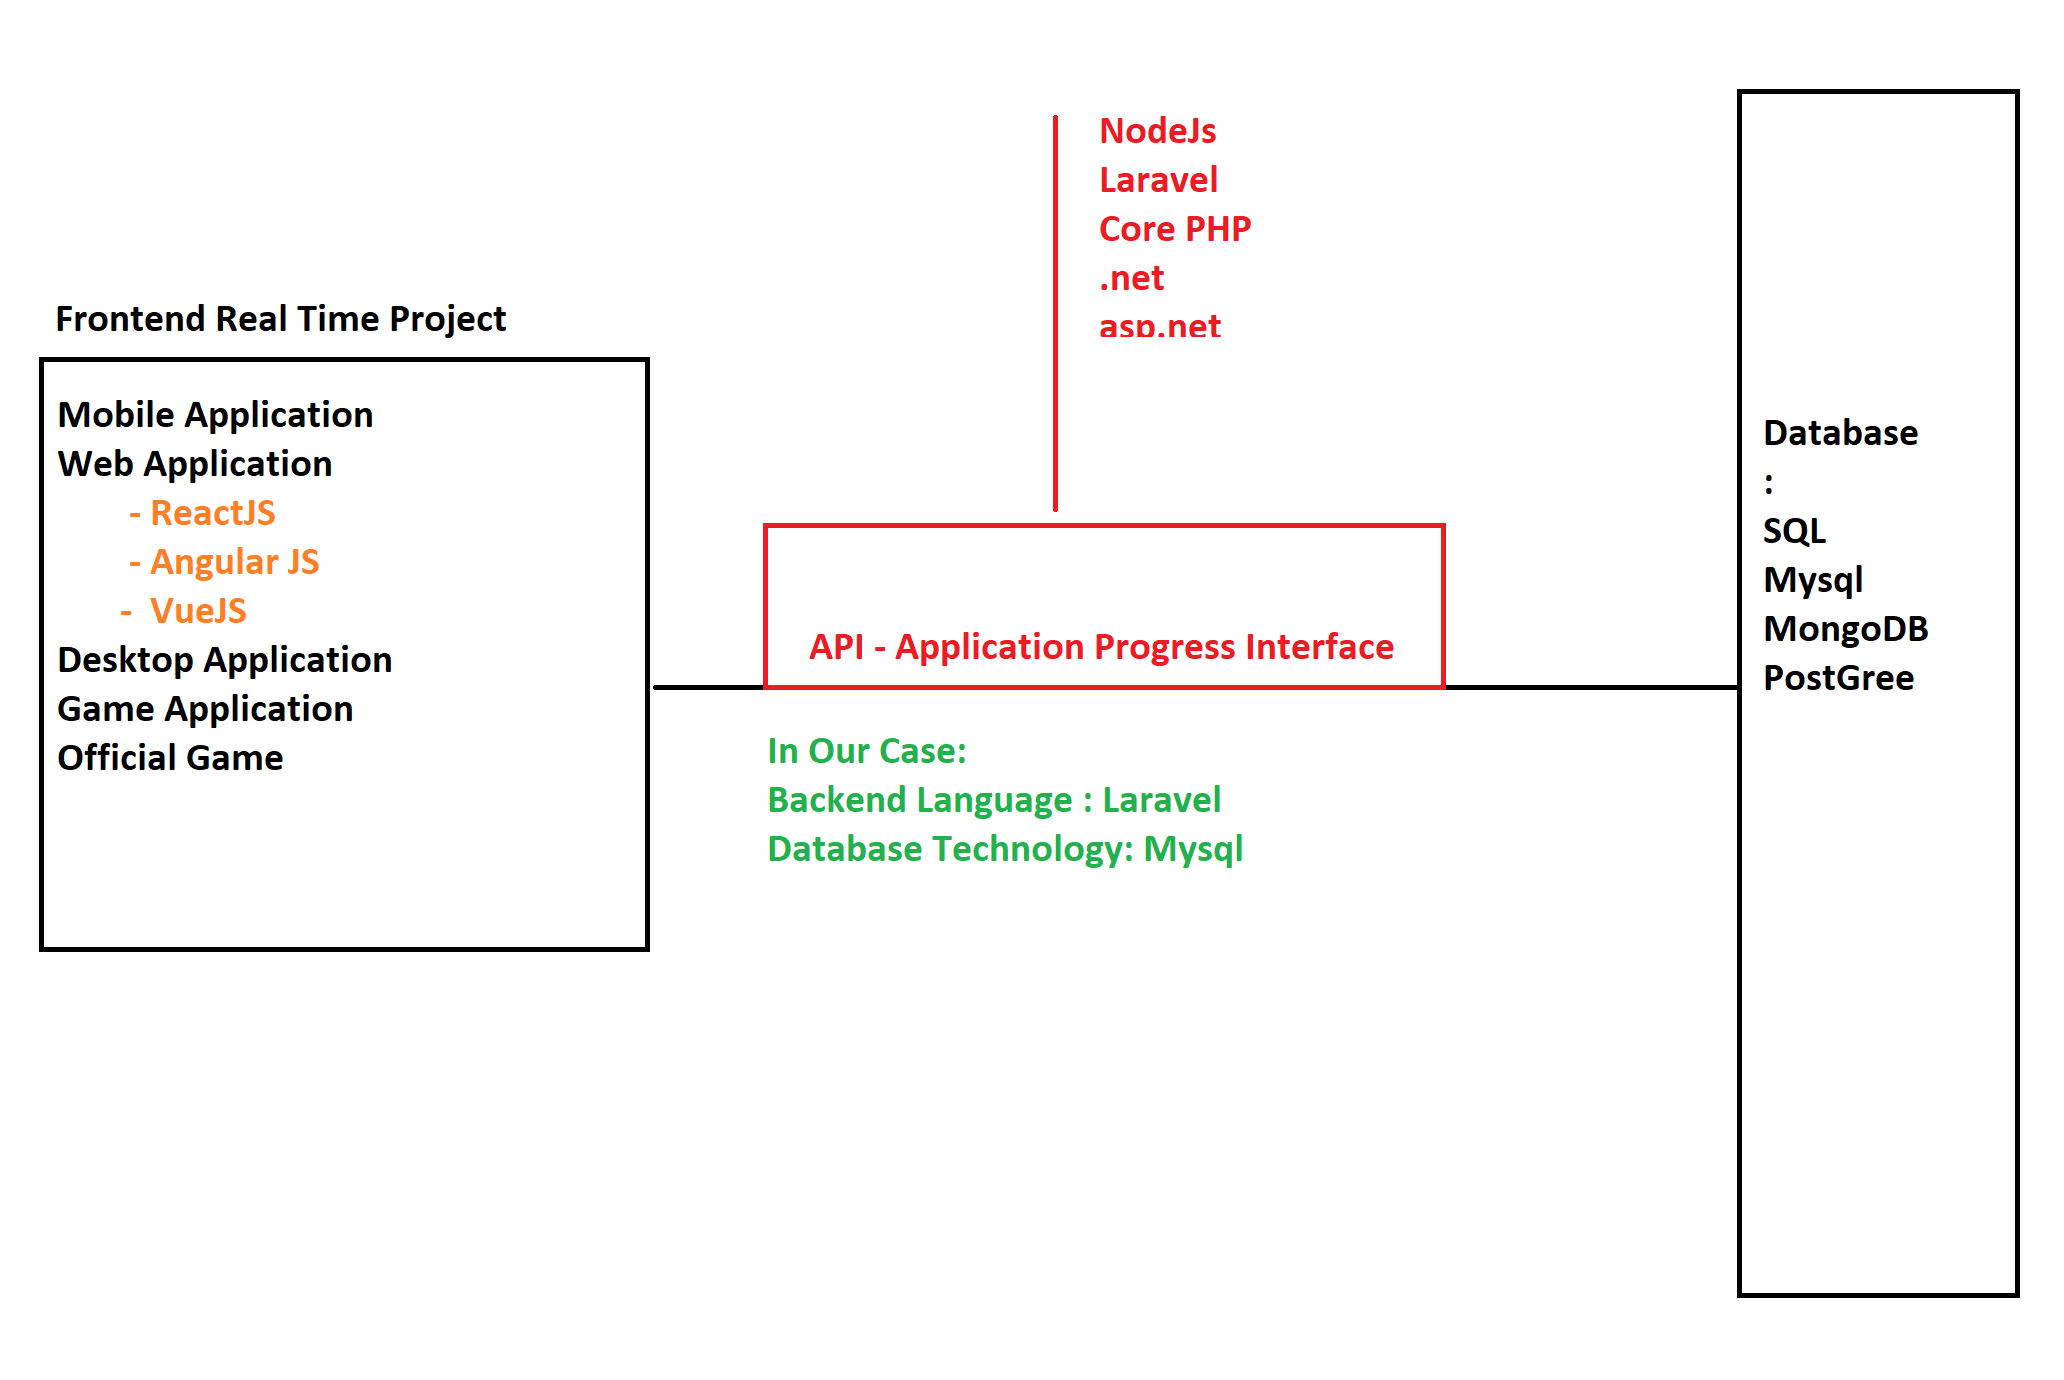 Frontend Real Time Project
Mobile Application
Web Application
- ReactJS
- Angular JS
- VueJS
Desktop Application
Game Application
Official Game
NodeJs
Laravel
Core PHP
.net
asp.net
API - Application Progress Interface
In Our Case:
Backend Language : Laravel
Database Technology: Mysql
Database
:
SQL
Mysql
MongoDB
PostGree